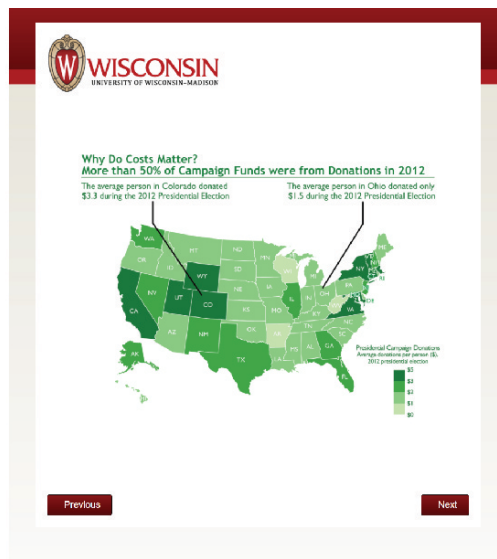 W
WISCONSIN
UNIVERSITY OF WISCONSIN-MADISON
Why Do Costs Matter?
More than 50% of Campaign Funds were from Donations in 2012
The average person in Colorado donated
$3.3 during the 2012 Presidential Election
The average person in Ohio donated only
$1.5 during the 2012 Presidential Election
WA
MT
ND
MN
ME
OR
ID
SD
WI
MI
NY
WY
NE
IA
PA
NV
UT
CO
IL
IN
OH
CA
KS
MO
KY
VA
NC
AZ
NM
OK
AR
TN
SC
MS
AL
GA
TX
LA
AK
FL
Presidential Campaign Donations
Average donations per person ($),
2012 presidential election
$5
$3
$2
$1
$0
Previous
Next